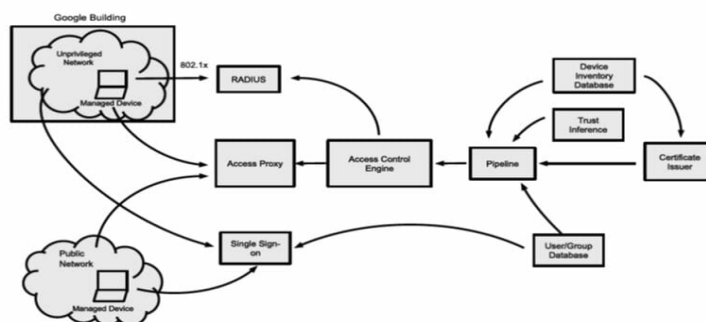 Google Building
Unprivileged
Network
Managed Device
802.1x
RADIUS
Device
Inventory
Database
Trust
Inference
Access Proxy
Access Control
Engine
Pipeline
Certificate
Issuer
Public
Network
Managed Device
Single Sign-
on
User/Group
Database